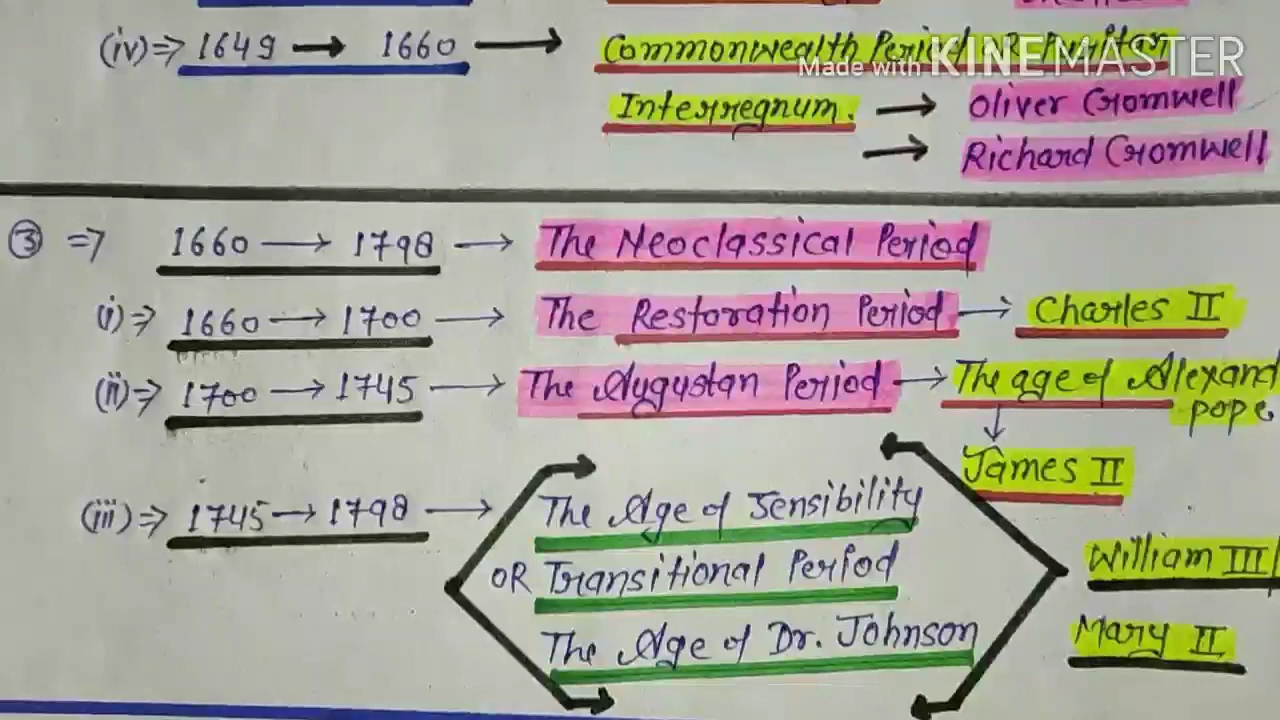 (iv)⇒ 1649 → 1660 → Commonwealth Period OR Puritan
Made with KINEMASTER
Interregnum. → Oliver Cromwell
→ Richard Cromwell
③ ⇒ 1660 → 1798 → The Neoclassical Period
(i)⇒ 1660 → 1700 → The Restoration Period → Charles II
(ii)⇒ 1700 → 1745 → The Augustan Period → The age of Alexand
pope
James II
(iii)⇒ 1745 → 1798 → The Age of Sensibility
OR Transitional Period
William III
The Age of Dr. Johnson
Mary II